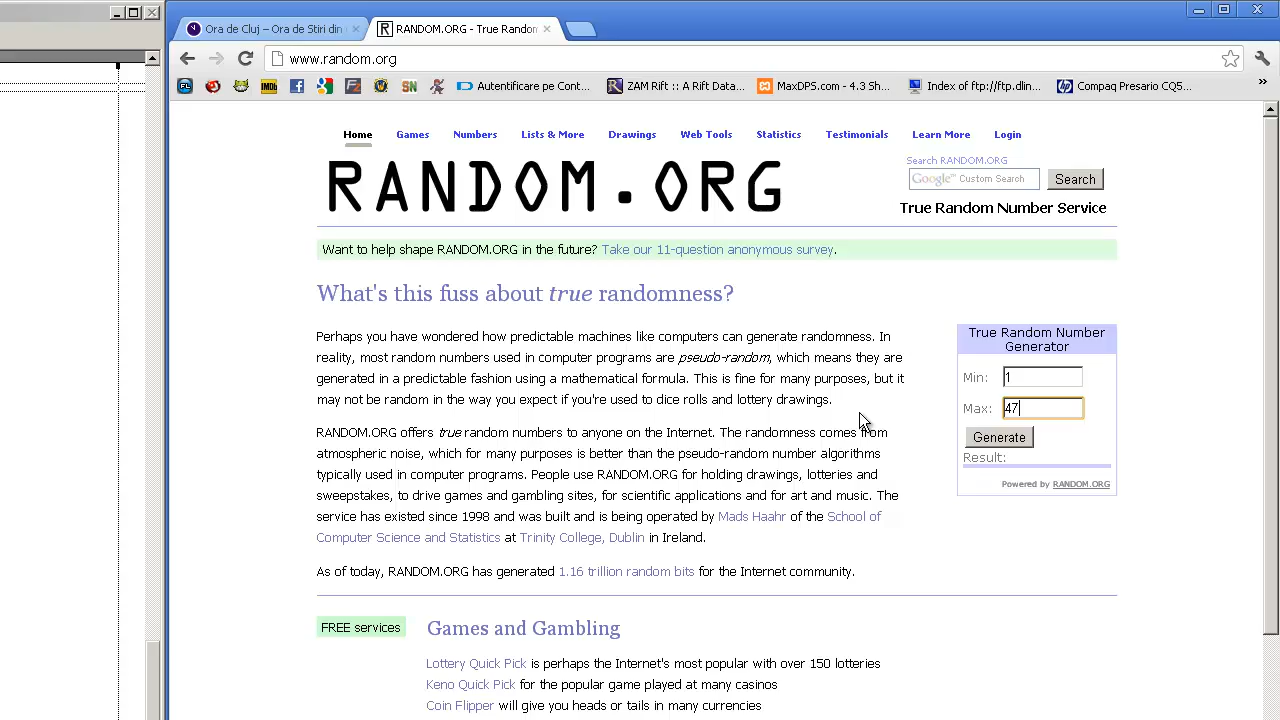 Ora de Cluj – Ora de Stiri din
RANDOM.ORG - True Random
www.random.org
Autentificare pe Cont...
ZAM Rift :: A Rift Data...
MaxDPS.com - 4.3 Sh...
Index of ftp://ftp.dlin...
Compaq Presario CQ5...
Home Games Numbers Lists & More Drawings Web Tools Statistics Testimonials Learn More Login
RANDOM.ORG
Search RANDOM.ORG
Google™ Custom Search
Search
True Random Number Service
Want to help shape RANDOM.ORG in the future? Take our 11-question anonymous survey.
What's this fuss about true randomness?
Perhaps you have wondered how predictable machines like computers can generate randomness. In
reality, most random numbers used in computer programs are pseudo-random, which means they are
generated in a predictable fashion using a mathematical formula. This is fine for many purposes, but it
may not be random in the way you expect if you're used to dice rolls and lottery drawings.
RANDOM.ORG offers true random numbers to anyone on the Internet. The randomness comes from
atmospheric noise, which for many purposes is better than the pseudo-random number algorithms
typically used in computer programs. People use RANDOM.ORG for holding drawings, lotteries and
sweepstakes, to drive games and gambling sites, for scientific applications and for art and music. The
service has existed since 1998 and was built and is being operated by Mads Haahr of the School of
Computer Science and Statistics at Trinity College, Dublin in Ireland.
As of today, RANDOM.ORG has generated 1.16 trillion random bits for the Internet community.
True Random Number
Generator
Min: 1
Max: 47
Generate
Result:
Powered by RANDOM.ORG
FREE services
Games and Gambling
Lottery Quick Pick is perhaps the Internet's most popular with over 150 lotteries
Keno Quick Pick for the popular game played at many casinos
Coin Flipper will give you heads or tails in many currencies